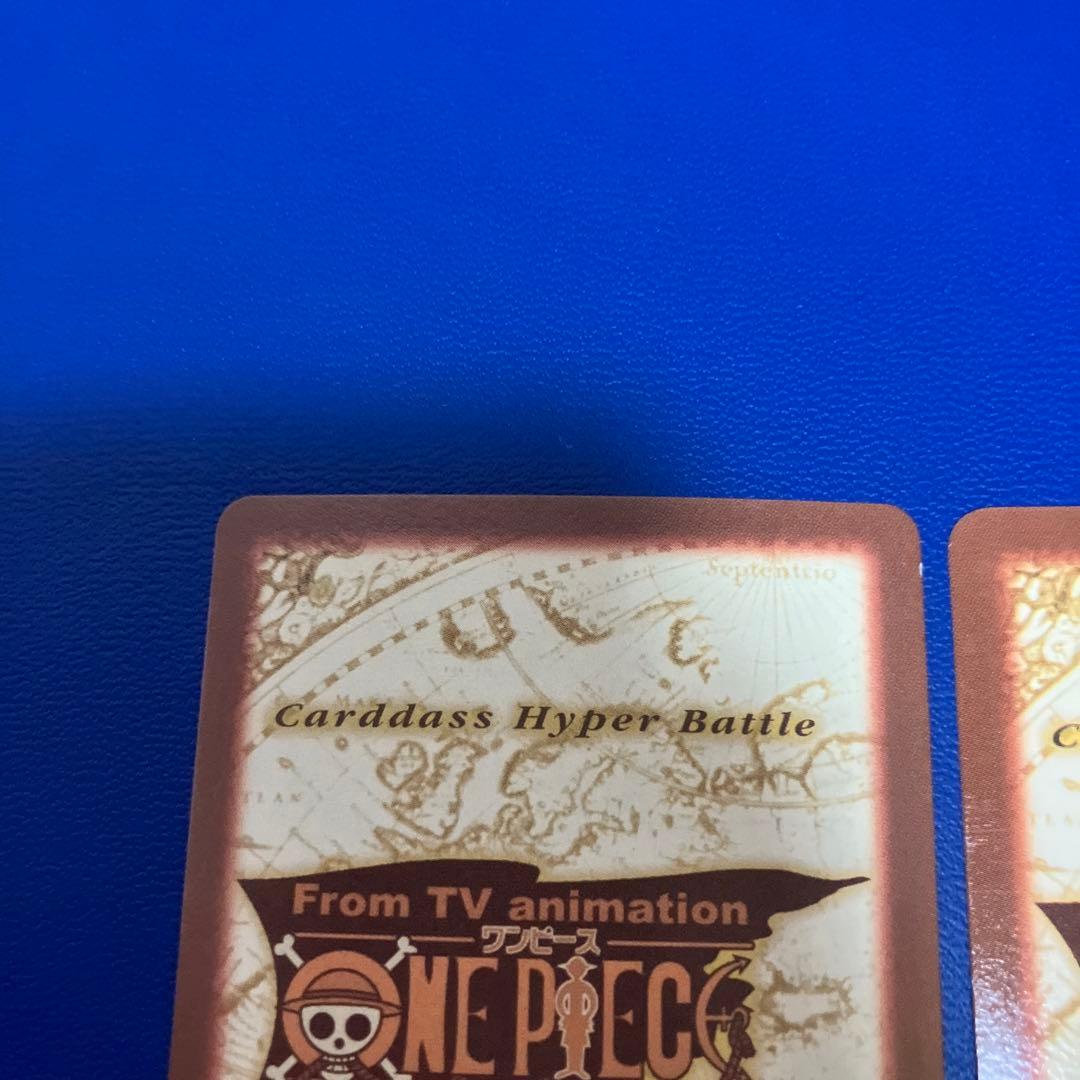 Septentrio
Carddass Hyper Battle
From TV animation
ワンピース
ONE PIECE
C